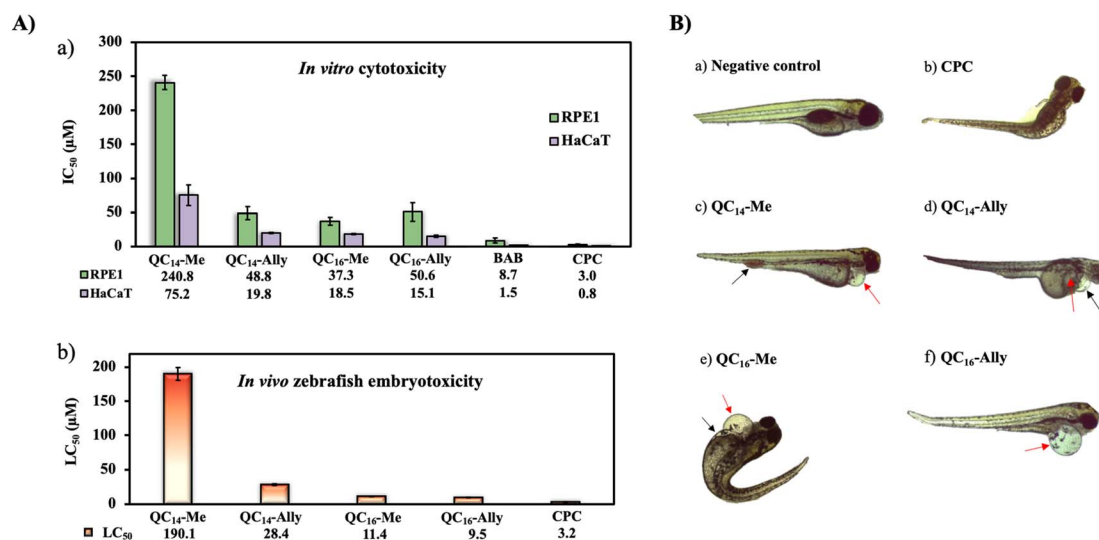 A)
a)
In vitro cytotoxicity
IC50 (μM)
300
250
200
150
100
50
0
RPE1
HaCaT
QC14-Me QC14-Ally QC16-Me QC16-Ally BAB CPC
RPE1 240.8 48.8 37.3 50.6 8.7 3.0
HaCaT 75.2 19.8 18.5 15.1 1.5 0.8
b)
In vivo zebrafish embryotoxicity
LC50 (μM)
200
150
100
50
0
QC14-Me QC14-Ally QC16-Me QC16-Ally CPC
LC50 190.1 28.4 11.4 9.5 3.2
B)
a) Negative control
b) CPC
c) QC14-Me
d) QC14-Ally
e) QC16-Me
f) QC16-Ally